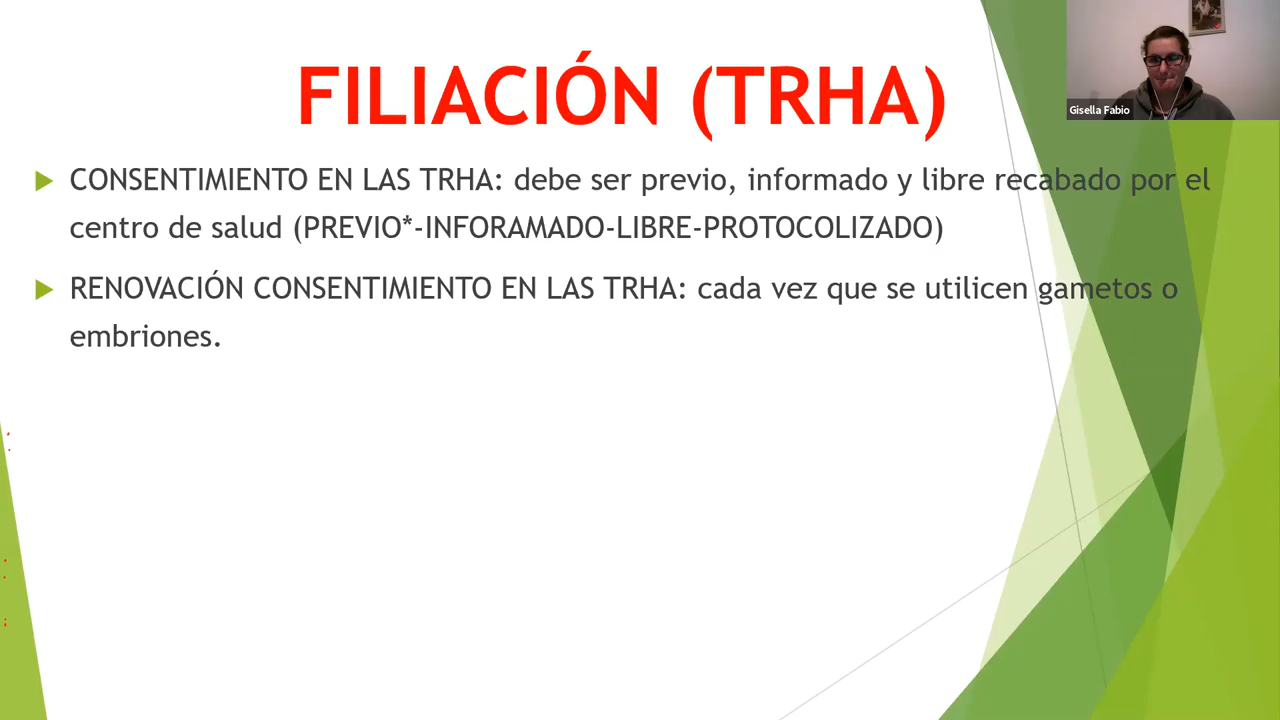 FILIACIÓN (TRHA)
Gisella Fabio
CONSENTIMIENTO EN LAS TRHA: debe ser previo, informado y libre recabado por el
centro de salud (PREVIO*-INFORAMADO-LIBRE-PROTOCOLIZADO)
RENOVACIÓN CONSENTIMIENTO EN LAS TRHA: cada vez que se utilicen gametos o
embriones.